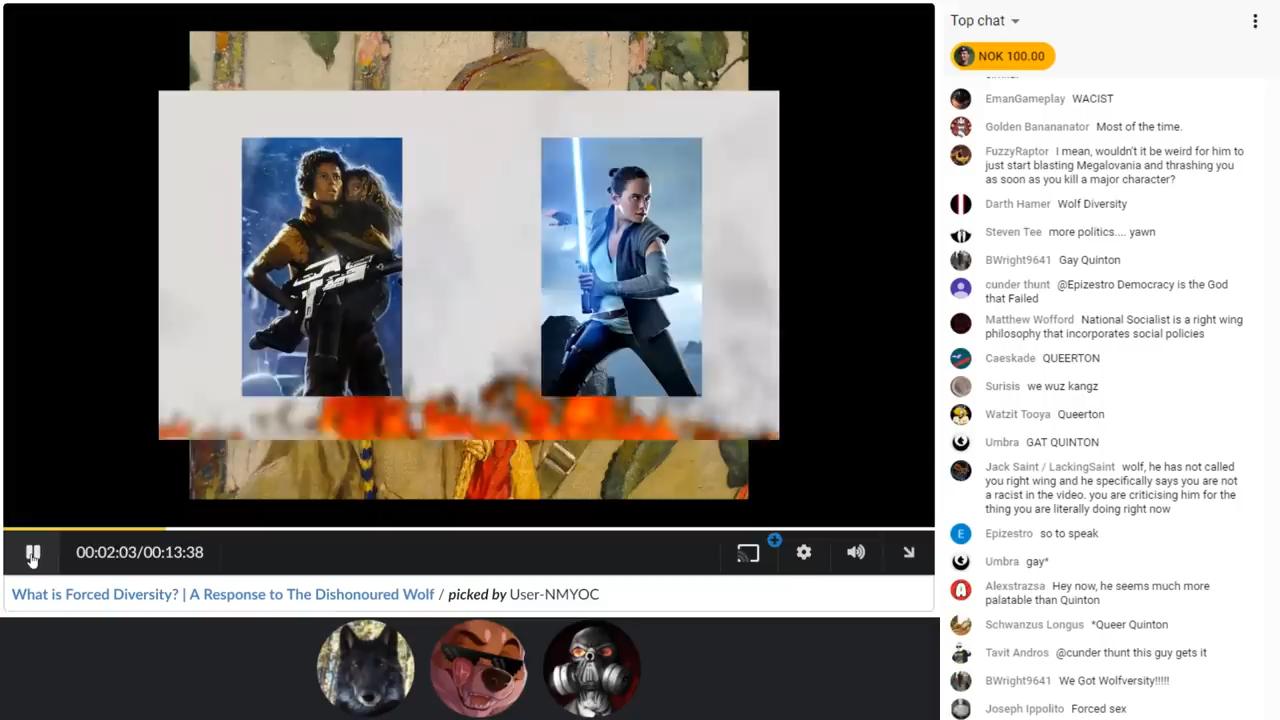 Top chat
NOK 100.00
EmanGameplay WACIST
Golden Banananator Most of the time.
FuzzyRaptor I mean, wouldn't it be weird for him to
just start blasting Megalovania and thrashing you
as soon as you kill a major character?
Darth Hamer Wolf Diversity
Steven Tee more politics.... yawn
BWright9641 Gay Quinton
cunder thunt @Epizestro Democracy is the God
that Failed
Matthew Wofford National Socialist is a right wing
philosophy that incorporates social policies
Caeskade QUEERTON
Surisis we wuz kangz
Watzit Tooya Queerton
Umbra GAT QUINTON
Jack Saint / LackingSaint wolf, he has not called
you right wing and he specifically says you are not
a racist in the video. you are criticising him for the
thing you are literally doing right now
Epizestro so to speak
Umbra gay*
Alexstrazsa Hey now, he seems much more
palatable than Quinton
Schwanzus Longus *Queer Quinton
Tavit Andros @cunder thunt this guy gets it
BWright9641 We Got Wolfversity!!!!!
Joseph Ippolito Forced sex
00:02:03/00:13:38
What is Forced Diversity? | A Response to The Dishonoured Wolf / picked by User-NMYOC